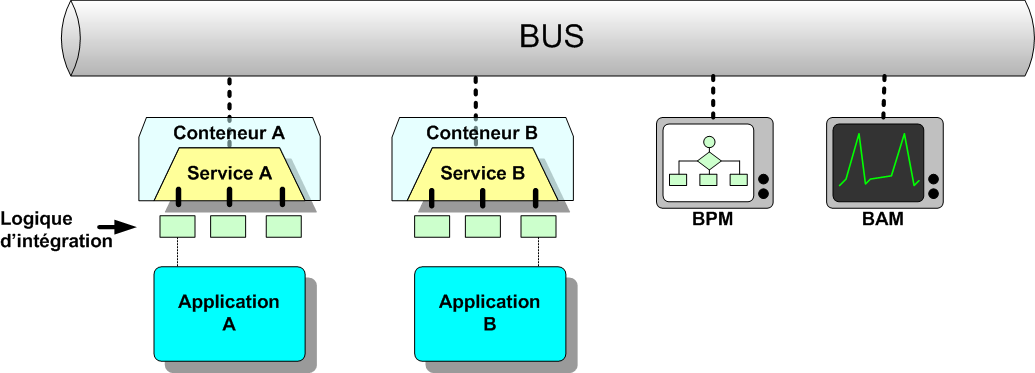 BUS
Conteneur A
Service A
Conteneur B
Service B
BPM
BAM
Logique
d'intégration
Application
A
Application
B